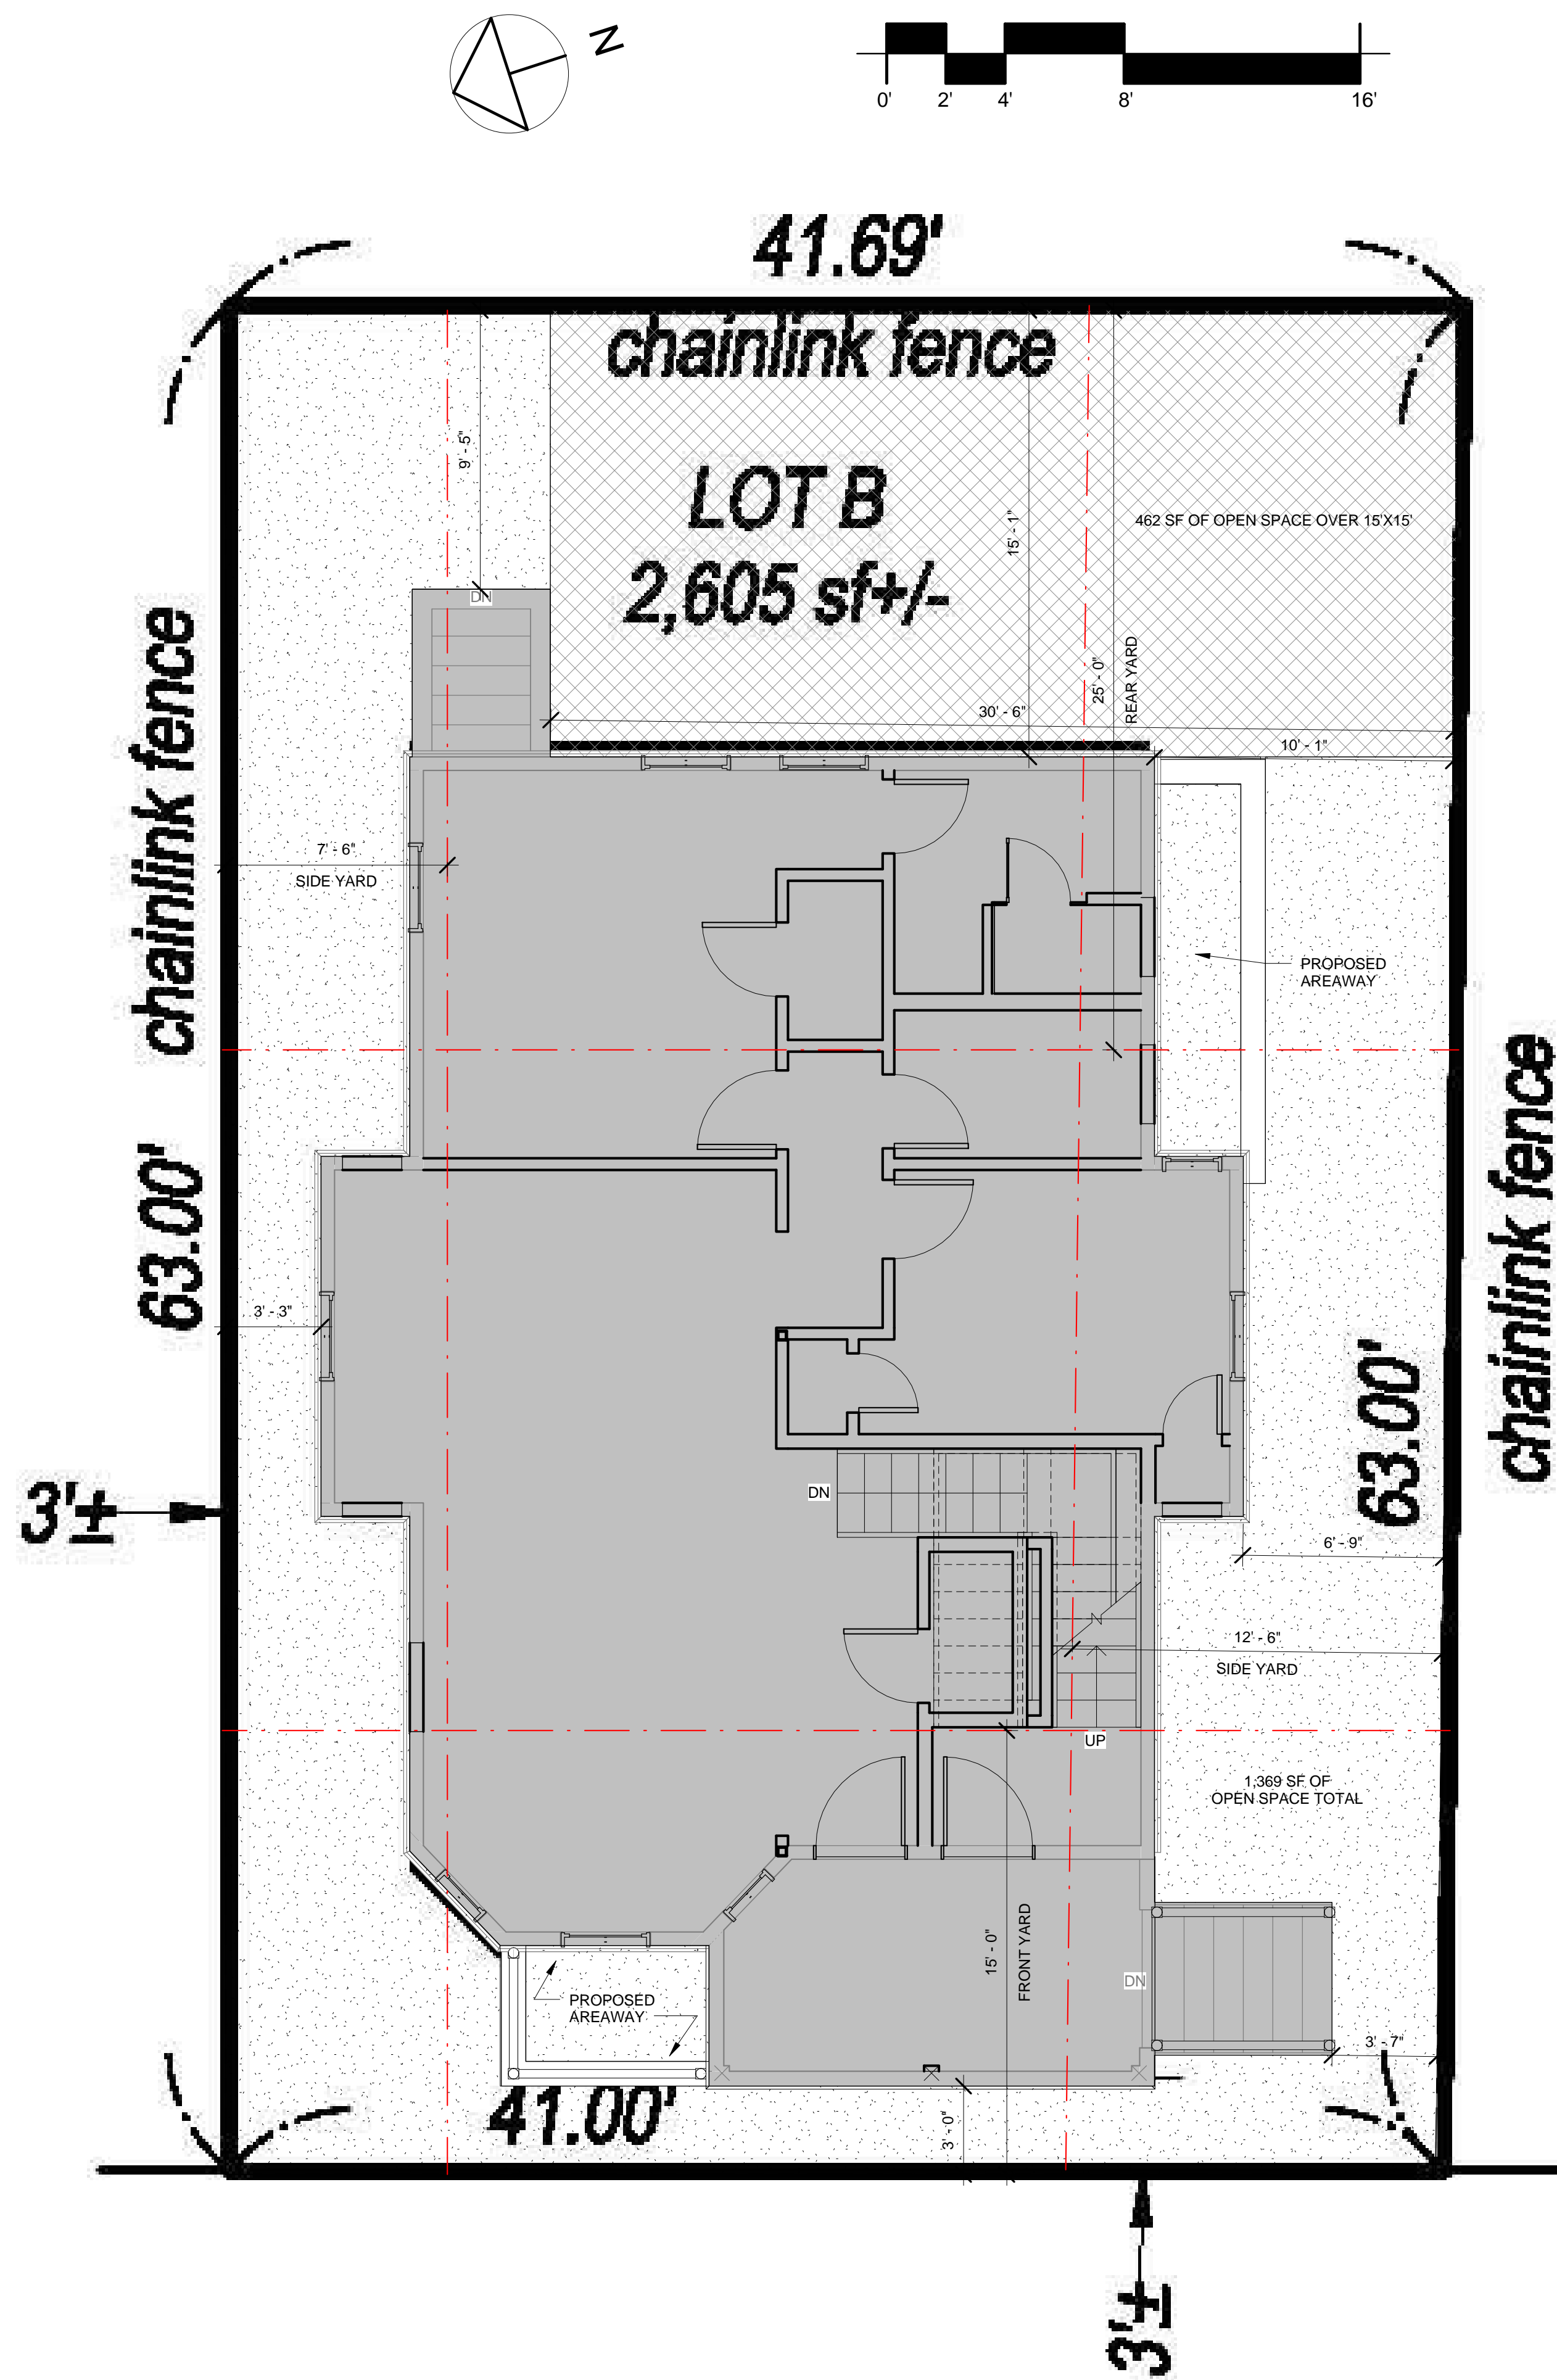 N
0'
2'
4'
8'
16'
41.69'
chainlink fence
LOT B
2,605 sf+/-
9' - 5"
15' - 1"
462 SF OF OPEN SPACE OVER 15'X15'
DN
25' - 0"
REAR YARD
30' - 6"
10' - 1"
chainlink fence
7' - 6"
SIDE YARD
PROPOSED
AREAWAY
63.00'
3' - 3"
chainlink fence
63.00'
3'±
DN
6' - 9"
12' - 6"
SIDE YARD
N
UP
1,369 SF OF
OPEN SPACE TOTAL
15' - 0"
FRONT YARD
DN
PROPOSED
AREAWAY
3' - 7"
41.00'
3' - 0"
3'±